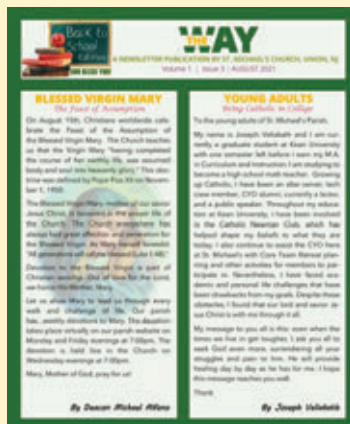 Back to
School
Edition
GOD BLESS YOU!
THE WAY
A NEWSLETTER PUBLICATION BY ST. MICHAEL'S CHURCH, UNION, NJ
Volume 1 | Issue 3 | AUGUST 2021
BLESSED VIRGIN MARY
The Feast of Assumption
On August 15th, Christians worldwide cele-
brate the Feast of the Assumption of
the Blessed Virgin Mary. The Church teaches
us that the Virgin Mary "having completed
the course of her earthly life, was assumed
body and soul into heavenly glory." This doc-
trine was defined by Pope Pius XII on Novem-
ber 1, 1950.
The Blessed Virgin Mary, mother of our savior
Jesus Christ, is honored in the prayer life of
the Church. The Church everywhere has
always had great affection and veneration for
the Blessed Virgin. As Mary herself foretold:
"All generations will call me blessed (Luke 1:48)."
Devotion to the Blessed Virgin is part of
Christian worship. Out of love for the Lord,
we honor His Mother, Mary.
Let us allow Mary to lead us through every
walk and challenge of life. Our parish
has weekly devotions to Mary. The devotion
takes place virtually on our parish website on
Monday and Friday evenings at 7:00pm. The
devotion is held live in the Church on
Wednesday evenings at 7:00pm.
Mary, Mother of God, pray for us!
By Deacon Michael Alfano
YOUNG ADULTS
Being Catholic in College
To the young adults of St. Michael's Parish,
My name is Joseph Vellakath and I am cur-
rently a graduate student at Kean University
with one semester left before I earn my M.A.
in Curriculum and Instruction. I am studying to
become a high school math teacher. Growing
up Catholic, I have been an altar server, tech
crew member, CYO alumni, currently a lector,
and a public speaker. Throughout my educa-
tion at Kean University, I have been involved
in the Catholic Newman Club, which has
helped shape my beliefs to what they are
today. I also continue to assist the CYO here
at St. Michael's with Core Team Retreat plan-
ning and other activities for members to par-
ticipate in. Nevertheless, I have faced aca-
demic and personal life challenges that have
been drawbacks from my goals. Despite those
obstacles, I found that our lord and savior Je-
sus Christ is with me through it all.
My message to you all is this: even when the
times we live in get tougher, I ask you all to
seek God even more, surrendering all your
struggles and pain to him. He will provide
healing day by day as he has for me. I hope
this message reaches you well.
Thank
By Joseph